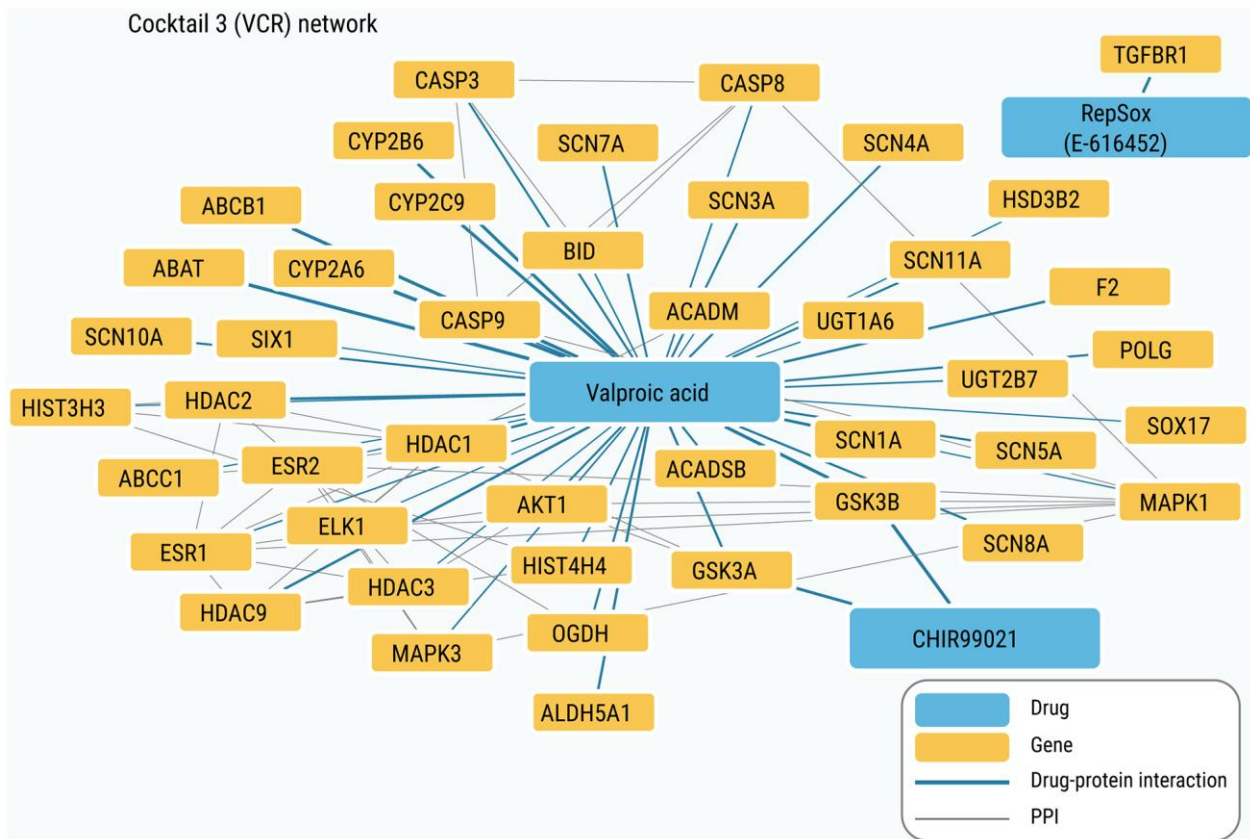 Cocktail 3 (VCR) network
TGFBR1
CASP3
CASP8
RepSox
(E-616452)
CYP2B6
SCN7A
SCN4A
ABCB1
CYP2C9
SCN3A
HSD3B2
ABAT
CYP2A6
BID
SCN11A
F2
CASP9
ACADM
UGT1A6
SCN10A
SIX1
POLG
Valproic acid
UGT2B7
HIST3H3
HDAC2
SOX17
HDAC1
SCN1A
SCN5A
ABCC1
ESR2
ACADSB
AKT1
GSK3B
MAPK1
ELK1
ESR1
SCN8A
HIST4H4
GSK3A
HDAC3
HDAC9
OGDH
CHIR99021
MAPK3
ALDH5A1
Drug
Gene
Drug-protein interaction
PPI